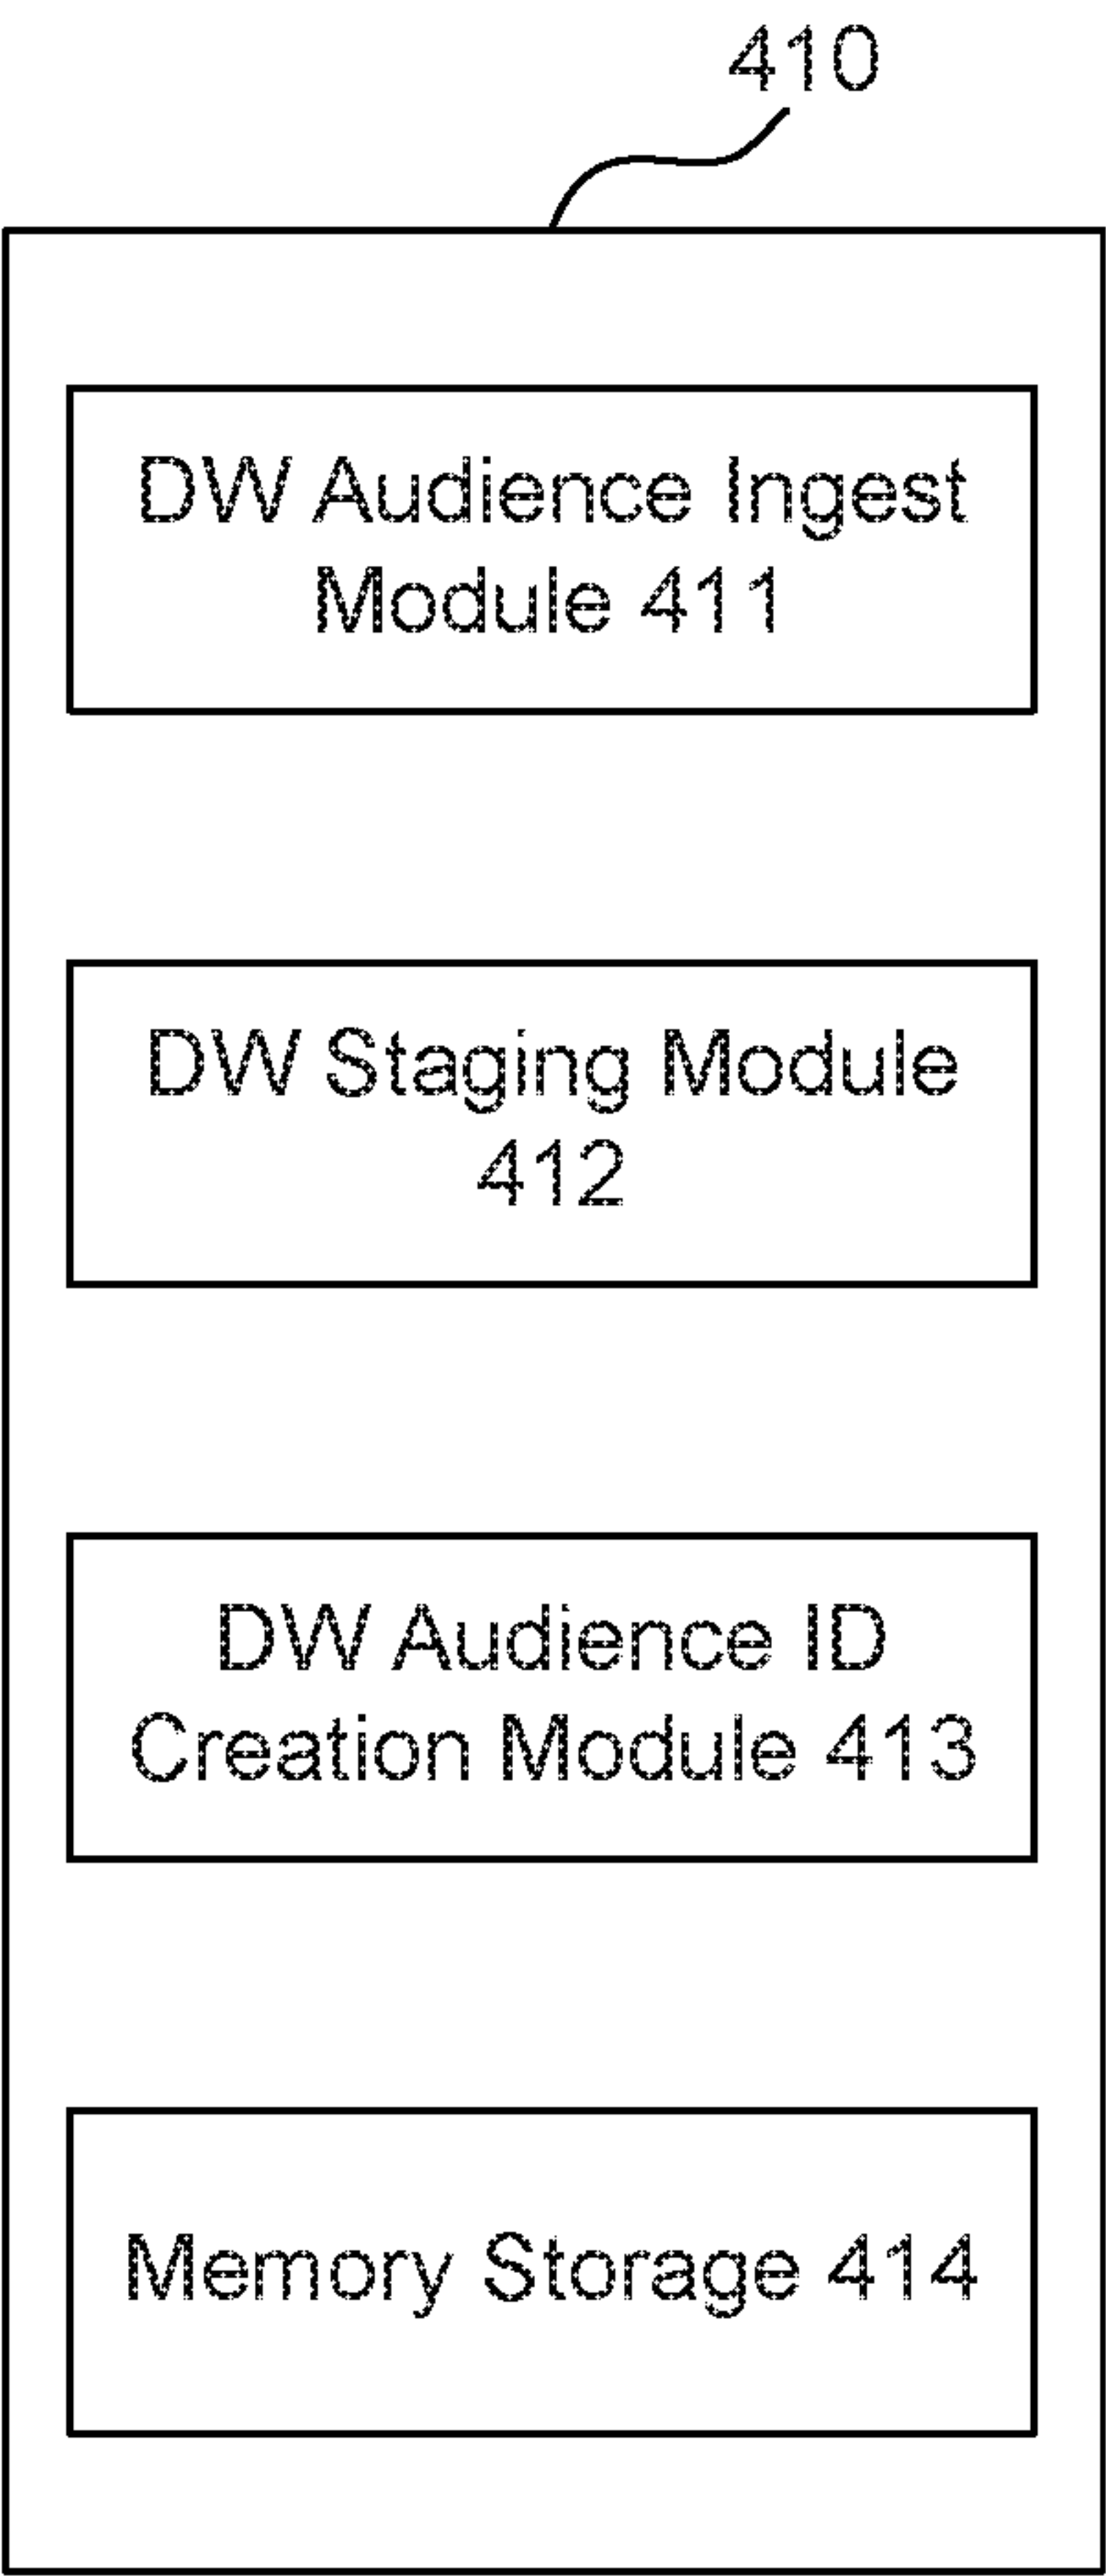 410
DW Audience Ingest
Module 411
DW Staging Module
412
DW Audience ID
Creation Module 413
Memory Storage 414